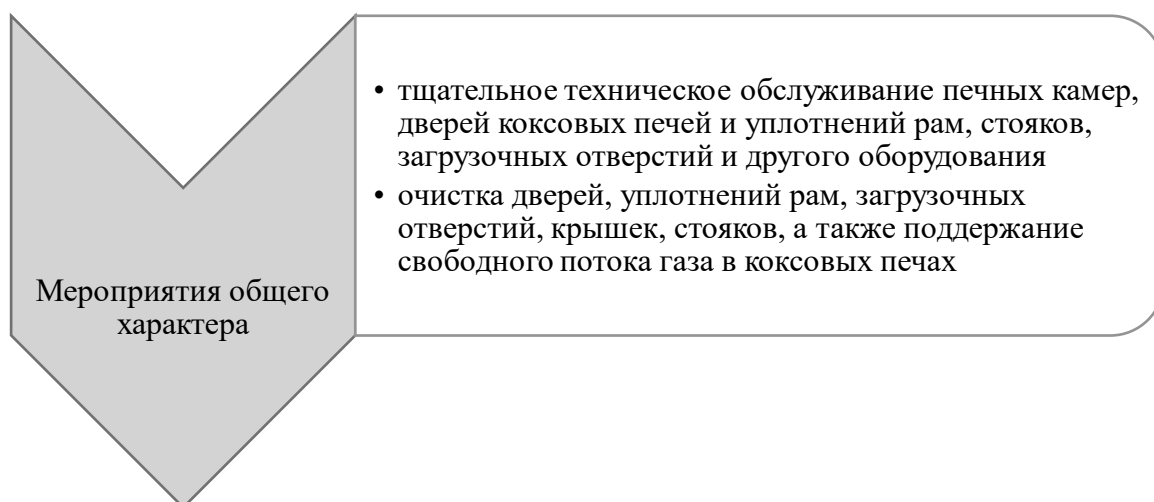 • тщательное техническое обслуживание печных камер,
дверей коксовых печей и уплотнений рам, стояков,
загрузочных отверстий и другого оборудования
• очистка дверей, уплотнений рам, загрузочных
отверстий, крышек, стояков, а также поддержание
свободного потока газа в коксовых печах
Мероприятия общего
характера